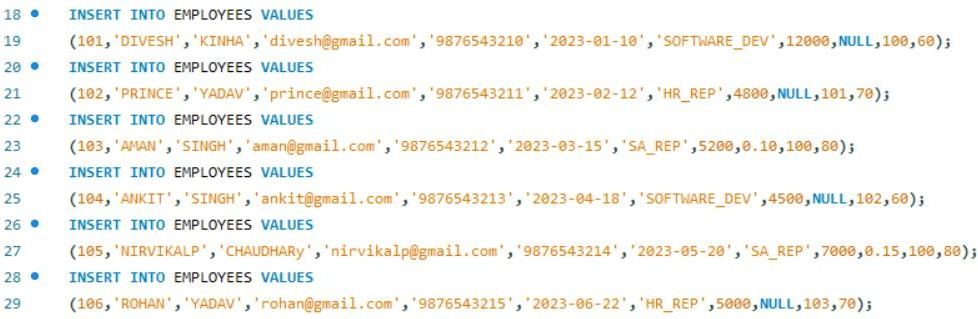 18 INSERT INTO EMPLOYEES VALUES
19 (101,'DIVESH','KINHA','divesh@gmail.com','9876543210','2023-01-10','SOFTWARE_DEV',12000,NULL,100,60);
20 INSERT INTO EMPLOYEES VALUES
21 (102,'PRINCE','YADAV','prince@gmail.com','9876543211','2023-02-12','HR_REP',4800,NULL,101,70);
22 INSERT INTO EMPLOYEES VALUES
23 (103,'AMAN','SINGH','aman@gmail.com','9876543212','2023-03-15','SA_REP',5200,0.10,100,80);
24 INSERT INTO EMPLOYEES VALUES
25 (104,'ANKIT','SINGH','ankit@gmail.com','9876543213','2023-04-18','SOFTWARE_DEV',4500,NULL,102,60);
26 INSERT INTO EMPLOYEES VALUES
27 (105,'NIRVIKALP','CHAUDHARy','nirvikalp@gmail.com','9876543214','2023-05-20','SA_REP',7000,0.15,100,80);
28 INSERT INTO EMPLOYEES VALUES
29 (106,'ROHAN','YADAV','rohan@gmail.com','9876543215','2023-06-22','HR_REP',5000,NULL,103,70);